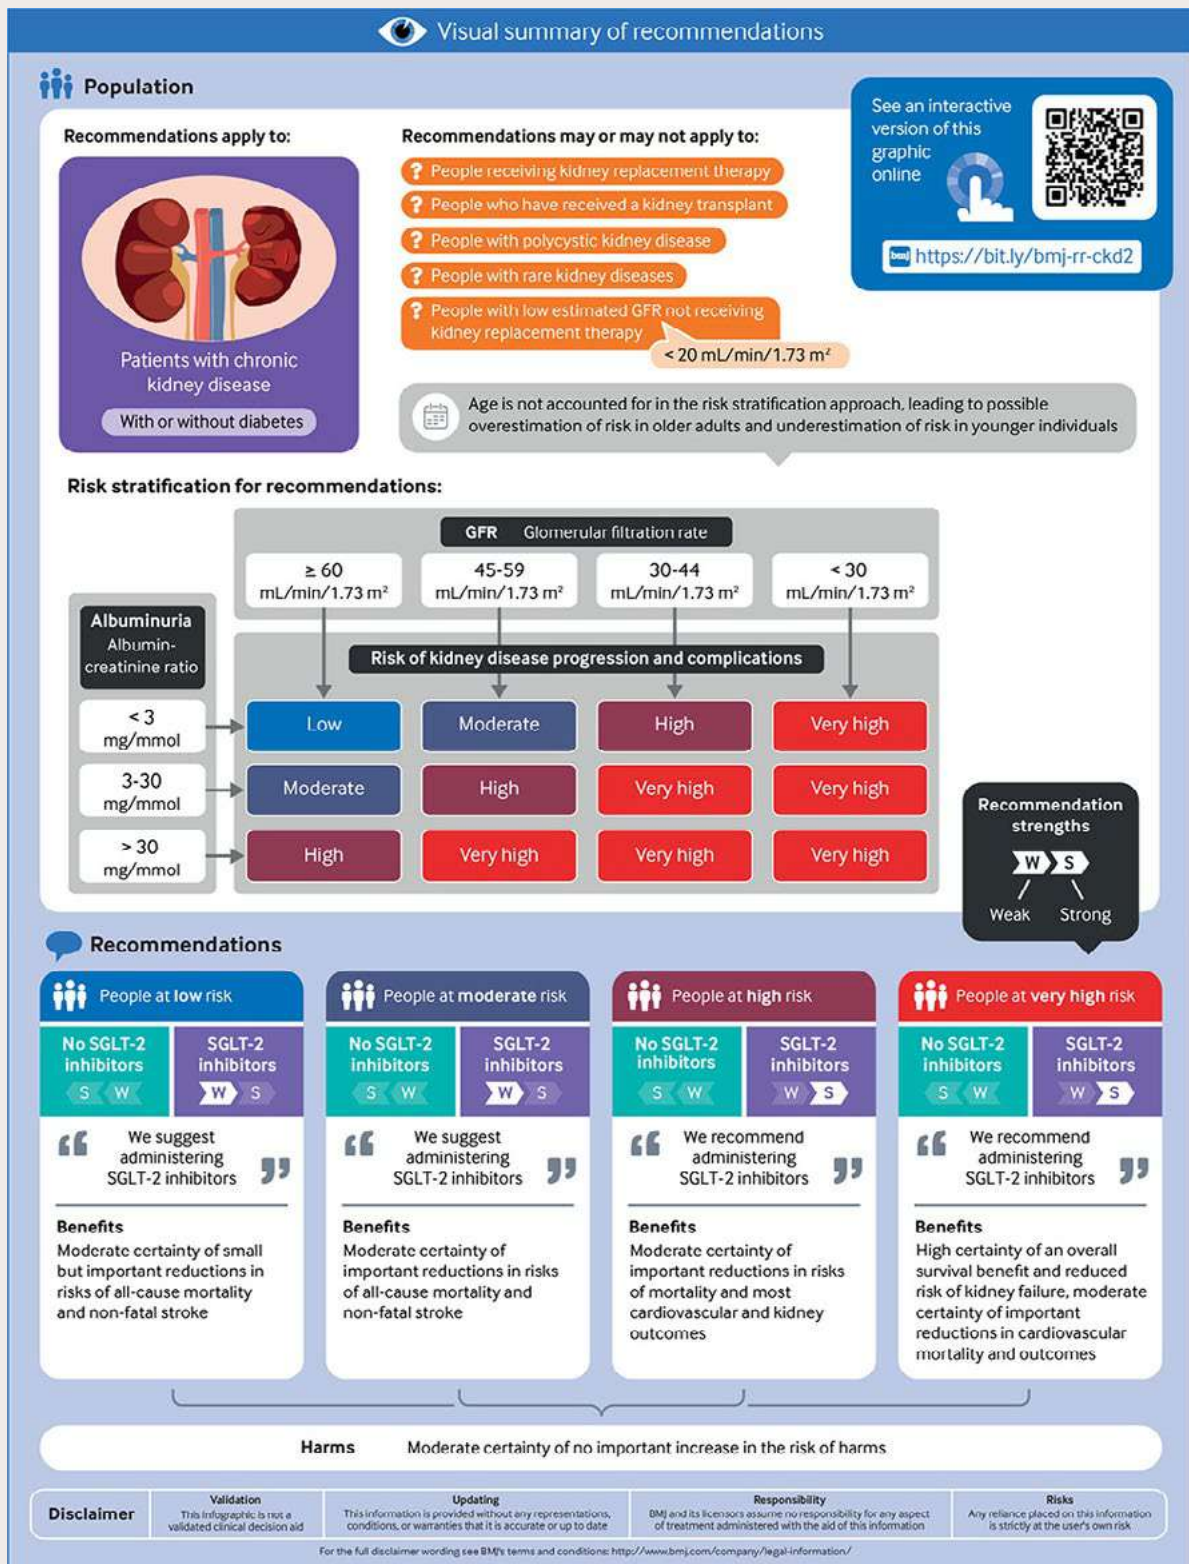 Visual summary of recommendations
Population
Recommendations apply to:
Patients with chronic
kidney disease
With or without diabetes
Recommendations may or may not apply to:
? People receiving kidney replacement therapy
? People who have received a kidney transplant
? People with polycystic kidney disease
? People with rare kidney diseases
? People with low estimated GFR not receiving
kidney replacement therapy
< 20 mL/min/1.73 m²
See an interactive
version of this
graphic
online
bmj https://bit.ly/bmj-rr-ckd2
Age is not accounted for in the risk stratification approach, leading to possible
overestimation of risk in older adults and underestimation of risk in younger individuals
Risk stratification for recommendations:
GFR Glomerular filtration rate
≥ 60
mL/min/1.73 m²
45-59
mL/min/1.73 m²
30-44
mL/min/1.73 m²
< 30
mL/min/1.73 m²
Albuminuria
Albumin-
creatinine ratio
Risk of kidney disease progression and complications
< 3
mg/mmol
Low
Moderate
High
Very high
3-30
mg/mmol
Moderate
High
Very high
Very high
> 30
mg/mmol
High
Very high
Very high
Very high
Recommendation
strengths
W S
Weak Strong
Recommendations
People at low risk
No SGLT-2
inhibitors
S W
SGLT-2
inhibitors
W S
“ We suggest
administering
SGLT-2 inhibitors ”
Benefits
Moderate certainty of small
but important reductions in
risks of all-cause mortality
and non-fatal stroke
People at moderate risk
No SGLT-2
inhibitors
S W
SGLT-2
inhibitors
W S
“ We suggest
administering
SGLT-2 inhibitors ”
Benefits
Moderate certainty of
important reductions in risks
of all-cause mortality and
non-fatal stroke
People at high risk
No SGLT-2
inhibitors
S W
SGLT-2
inhibitors
W S
“ We recommend
administering
SGLT-2 inhibitors ”
Benefits
Moderate certainty of
important reductions in risks
of mortality and most
cardiovascular and kidney
outcomes
People at very high risk
No SGLT-2
inhibitors
S W
SGLT-2
inhibitors
W S
“ We recommend
administering
SGLT-2 inhibitors ”
Benefits
High certainty of an overall
survival benefit and reduced
risk of kidney failure, moderate
certainty of important
reductions in cardiovascular
mortality and outcomes
Harms Moderate certainty of no important increase in the risk of harms
Disclaimer
Validation
This infographic is not a
validated clinical decision aid
Updating
This information is provided without any representations,
conditions, or warranties that it is accurate or up to date
Responsibility
BMJ and its licensors assume no responsibility for any aspect
of treatment administered with the aid of this information
Risks
Any reliance placed on this information
is strictly at the user's own risk
For the full disclaimer wording see BMJ's terms and conditions: http://www.bmj.com/company/legal-information/